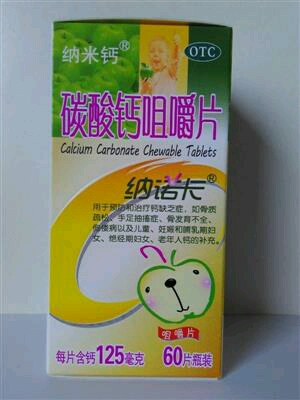 纳米钙®
OTC
碳酸钙咀嚼片
Calcium Carbonate Chewable Tablets
纳诺卡®
用于预防和治疗钙缺乏症，如骨质
疏松、手足抽搐症、骨发育不全、
佝偻病以及儿童、妊娠和哺乳期妇
女、绝经期妇女、老年人钙的补充。
咀嚼片
每片含钙125毫克
60片瓶装